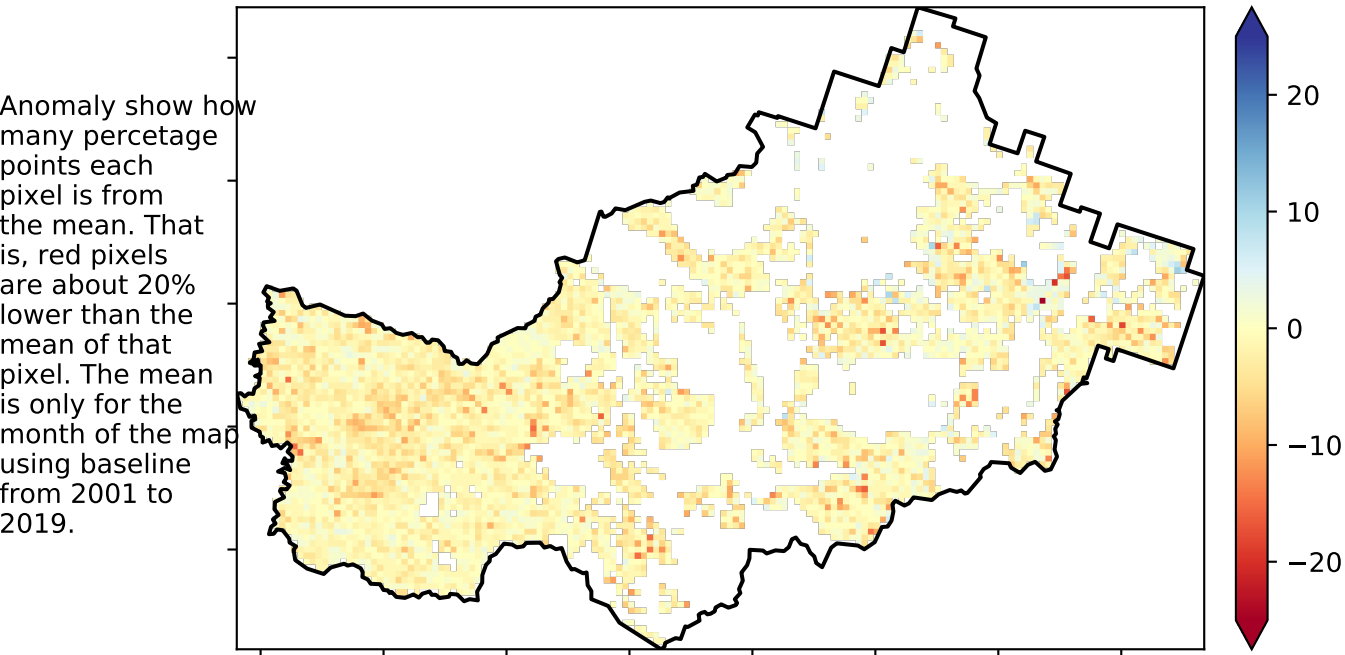 Anomaly show how
many percetage
points each
pixel is from
the mean. That
is, red pixels
are about 20%
lower than the
mean of that
pixel. The mean
is only for the
month of the map
using baseline
from 2001 to
2019.
20
10
0
−10
−20